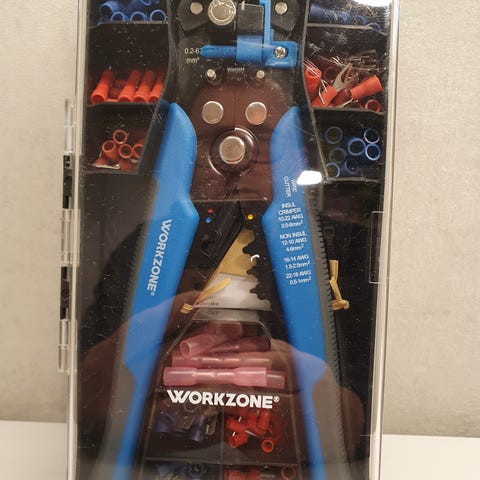 0.2-6
mm²
WIRE
CUTTER
INSUL
CRIMPER
10-22 AWG
0.5-6mm²
NON INSUL
12-10 AWG
4-6mm²
16-14 AWG
1.5-2.5mm²
22-18 AWG
0.5-1mm²
WORKZONE®
WORKZONE®